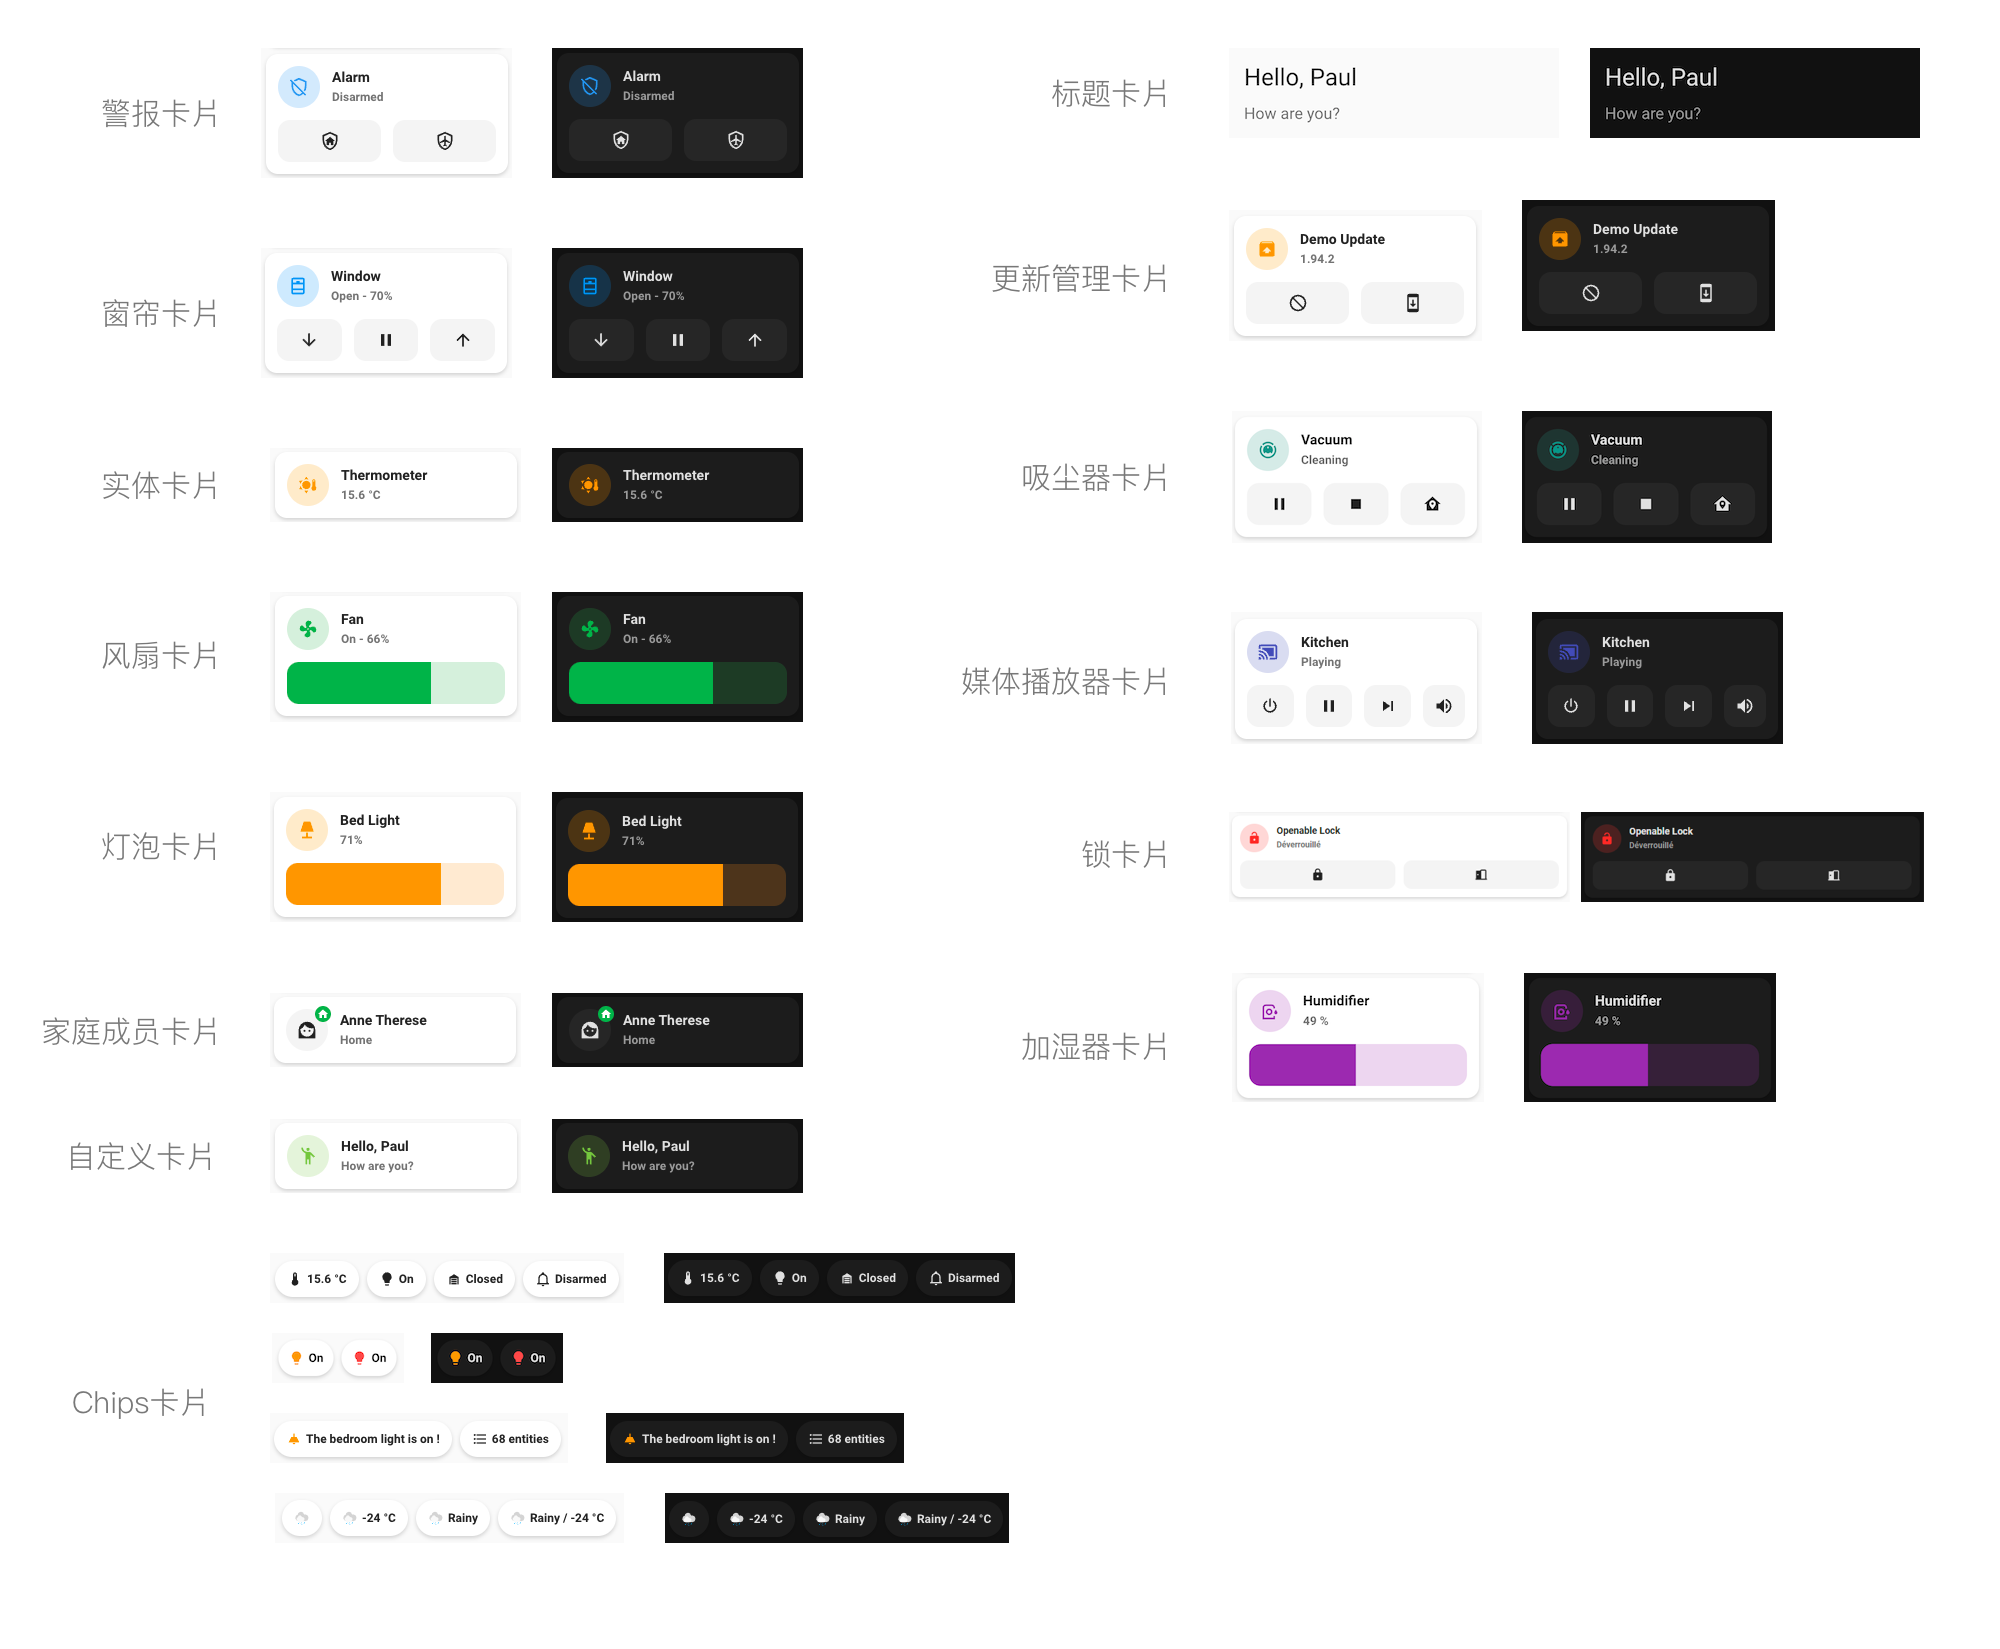 警报卡片
Alarm
Disarmed
Alarm
Disarmed
窗帘卡片
Window
Open - 70%
Window
Open - 70%
实体卡片
Thermometer
15.6 °C
Thermometer
15.6 °C
风扇卡片
Fan
On - 66%
Fan
On - 66%
灯泡卡片
Bed Light
71%
Bed Light
71%
家庭成员卡片
Anne Therese
Home
Anne Therese
Home
自定义卡片
Hello, Paul
How are you?
Hello, Paul
How are you?
Chips卡片
15.6 °C On Closed Disarmed
15.6 °C On Closed Disarmed
On On
On On
The bedroom light is on ! 68 entities
The bedroom light is on ! 68 entities
-24 °C Rainy Rainy / -24 °C
-24 °C Rainy Rainy / -24 °C
标题卡片
Hello, Paul
How are you?
Hello, Paul
How are you?
更新管理卡片
Demo Update
1.94.2
Demo Update
1.94.2
吸尘器卡片
Vacuum
Cleaning
Vacuum
Cleaning
媒体播放器卡片
Kitchen
Playing
Kitchen
Playing
锁卡片
Openable Lock
Déverrouillé
Openable Lock
Déverrouillé
加湿器卡片
Humidifier
49 %
Humidifier
49 %